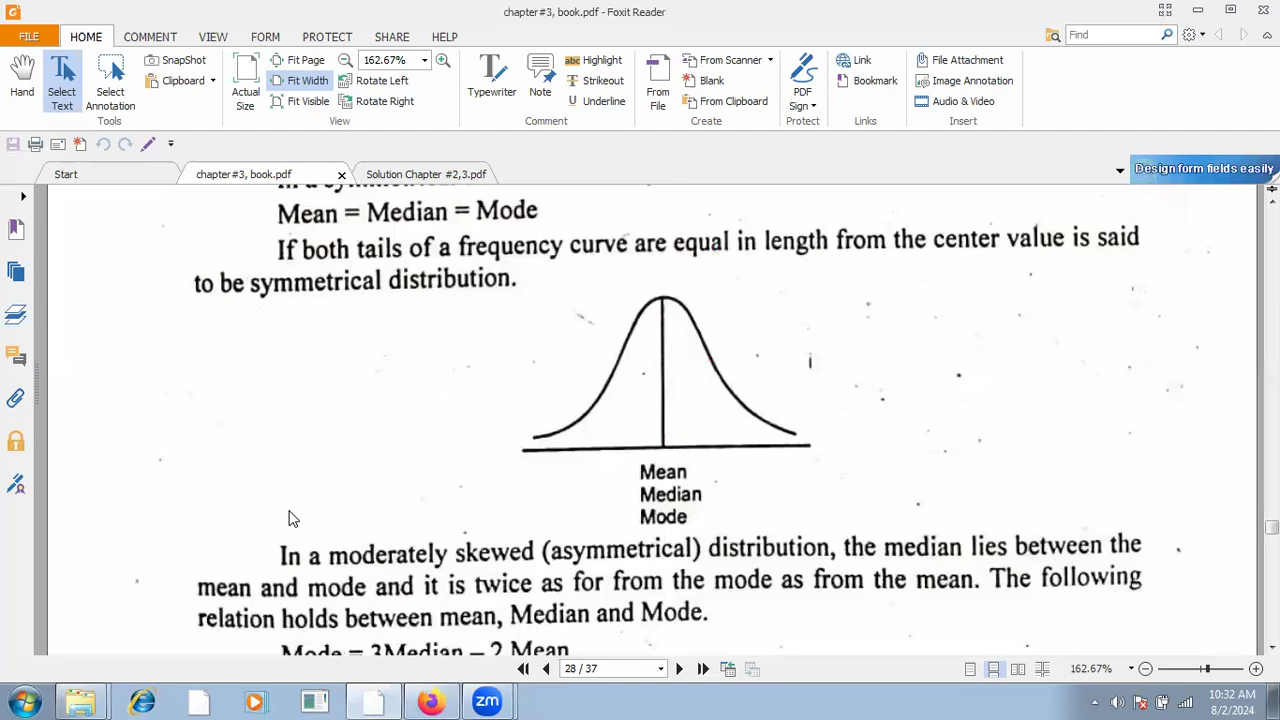 chapter#3, book.pdf - Foxit Reader
FILE HOME COMMENT VIEW FORM PROTECT SHARE HELP
Find
Hand
Select Text
Select Annotation
SnapShot
Clipboard
Tools
Actual Size
Fit Page
Fit Width
Fit Visible
162.67%
Rotate Left
Rotate Right
View
Typewriter
Note
Highlight
Strikeout
Underline
Comment
From File
From Scanner
Blank
From Clipboard
Create
PDF Sign
Protect
Link
Bookmark
Links
File Attachment
Image Annotation
Audio & Video
Insert
Start
chapter#3, book.pdf
Solution Chapter #2,3.pdf
Design form fields easily
Mean = Median = Mode
If both tails of a frequency curve are equal in length from the center value is said
to be symmetrical distribution.
Mean
Median
Mode
In a moderately skewed (asymmetrical) distribution, the median lies between the
mean and mode and it is twice as for from the mode as from the mean. The following
relation holds between mean, Median and Mode.
Mode = 3Median – 2 Mean
28 / 37
162.67%
zm
10:32 AM
8/2/2024